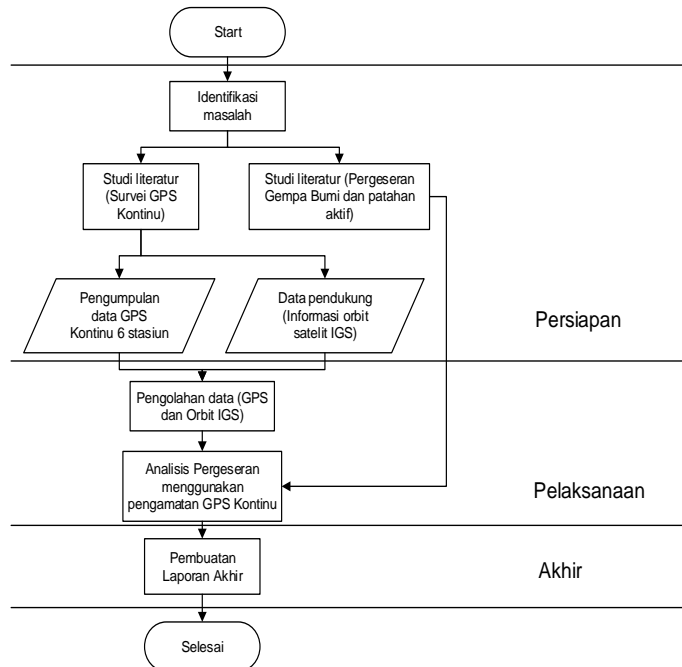 Start
Identifikasi
masalah
Studi literatur
(Survei GPS
Kontinu)
Studi literatur (Pergeseran
Gempa Bumi dan patahan
aktif)
Pengumpulan
data GPS
Kontinu 6 stasiun
Data pendukung
(Informasi orbit
satelit IGS)
Persiapan
Pengolahan data (GPS
dan Orbit IGS)
Analisis Pergeseran
menggunakan
pengamatan GPS Kontinu
Pelaksanaan
Pembuatan
Laporan Akhir
Akhir
Selesai